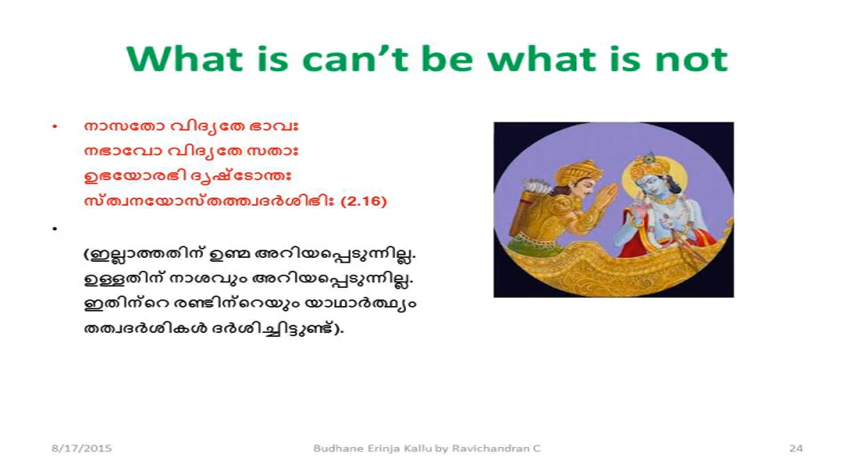 What is can't be what is not
• നാസതോ വിദ്യതേ ഭാവഃ
നഭാവോ വിദ്യതേ സതാഃ
ഉഭയോരഭി ദൃഷ്ടോന്തഃ
സ്ത്വനയോസ്തത്ത്വദർശിഭിഃ (2.16)
•
(ഇല്ലാത്തതിന് ഉണ്മ അറിയപ്പെടുന്നില്ല.
ഉള്ളതിന് നാശവും അറിയപ്പെടുന്നില്ല.
ഇതിന്റെ രണ്ടിന്റെയും യാഥാർത്ഥ്യം
തത്വദർശികൾ ദർശിച്ചിട്ടുണ്ട്).
8/17/2015
Budhane Erinja Kallu by Ravichandran C
24